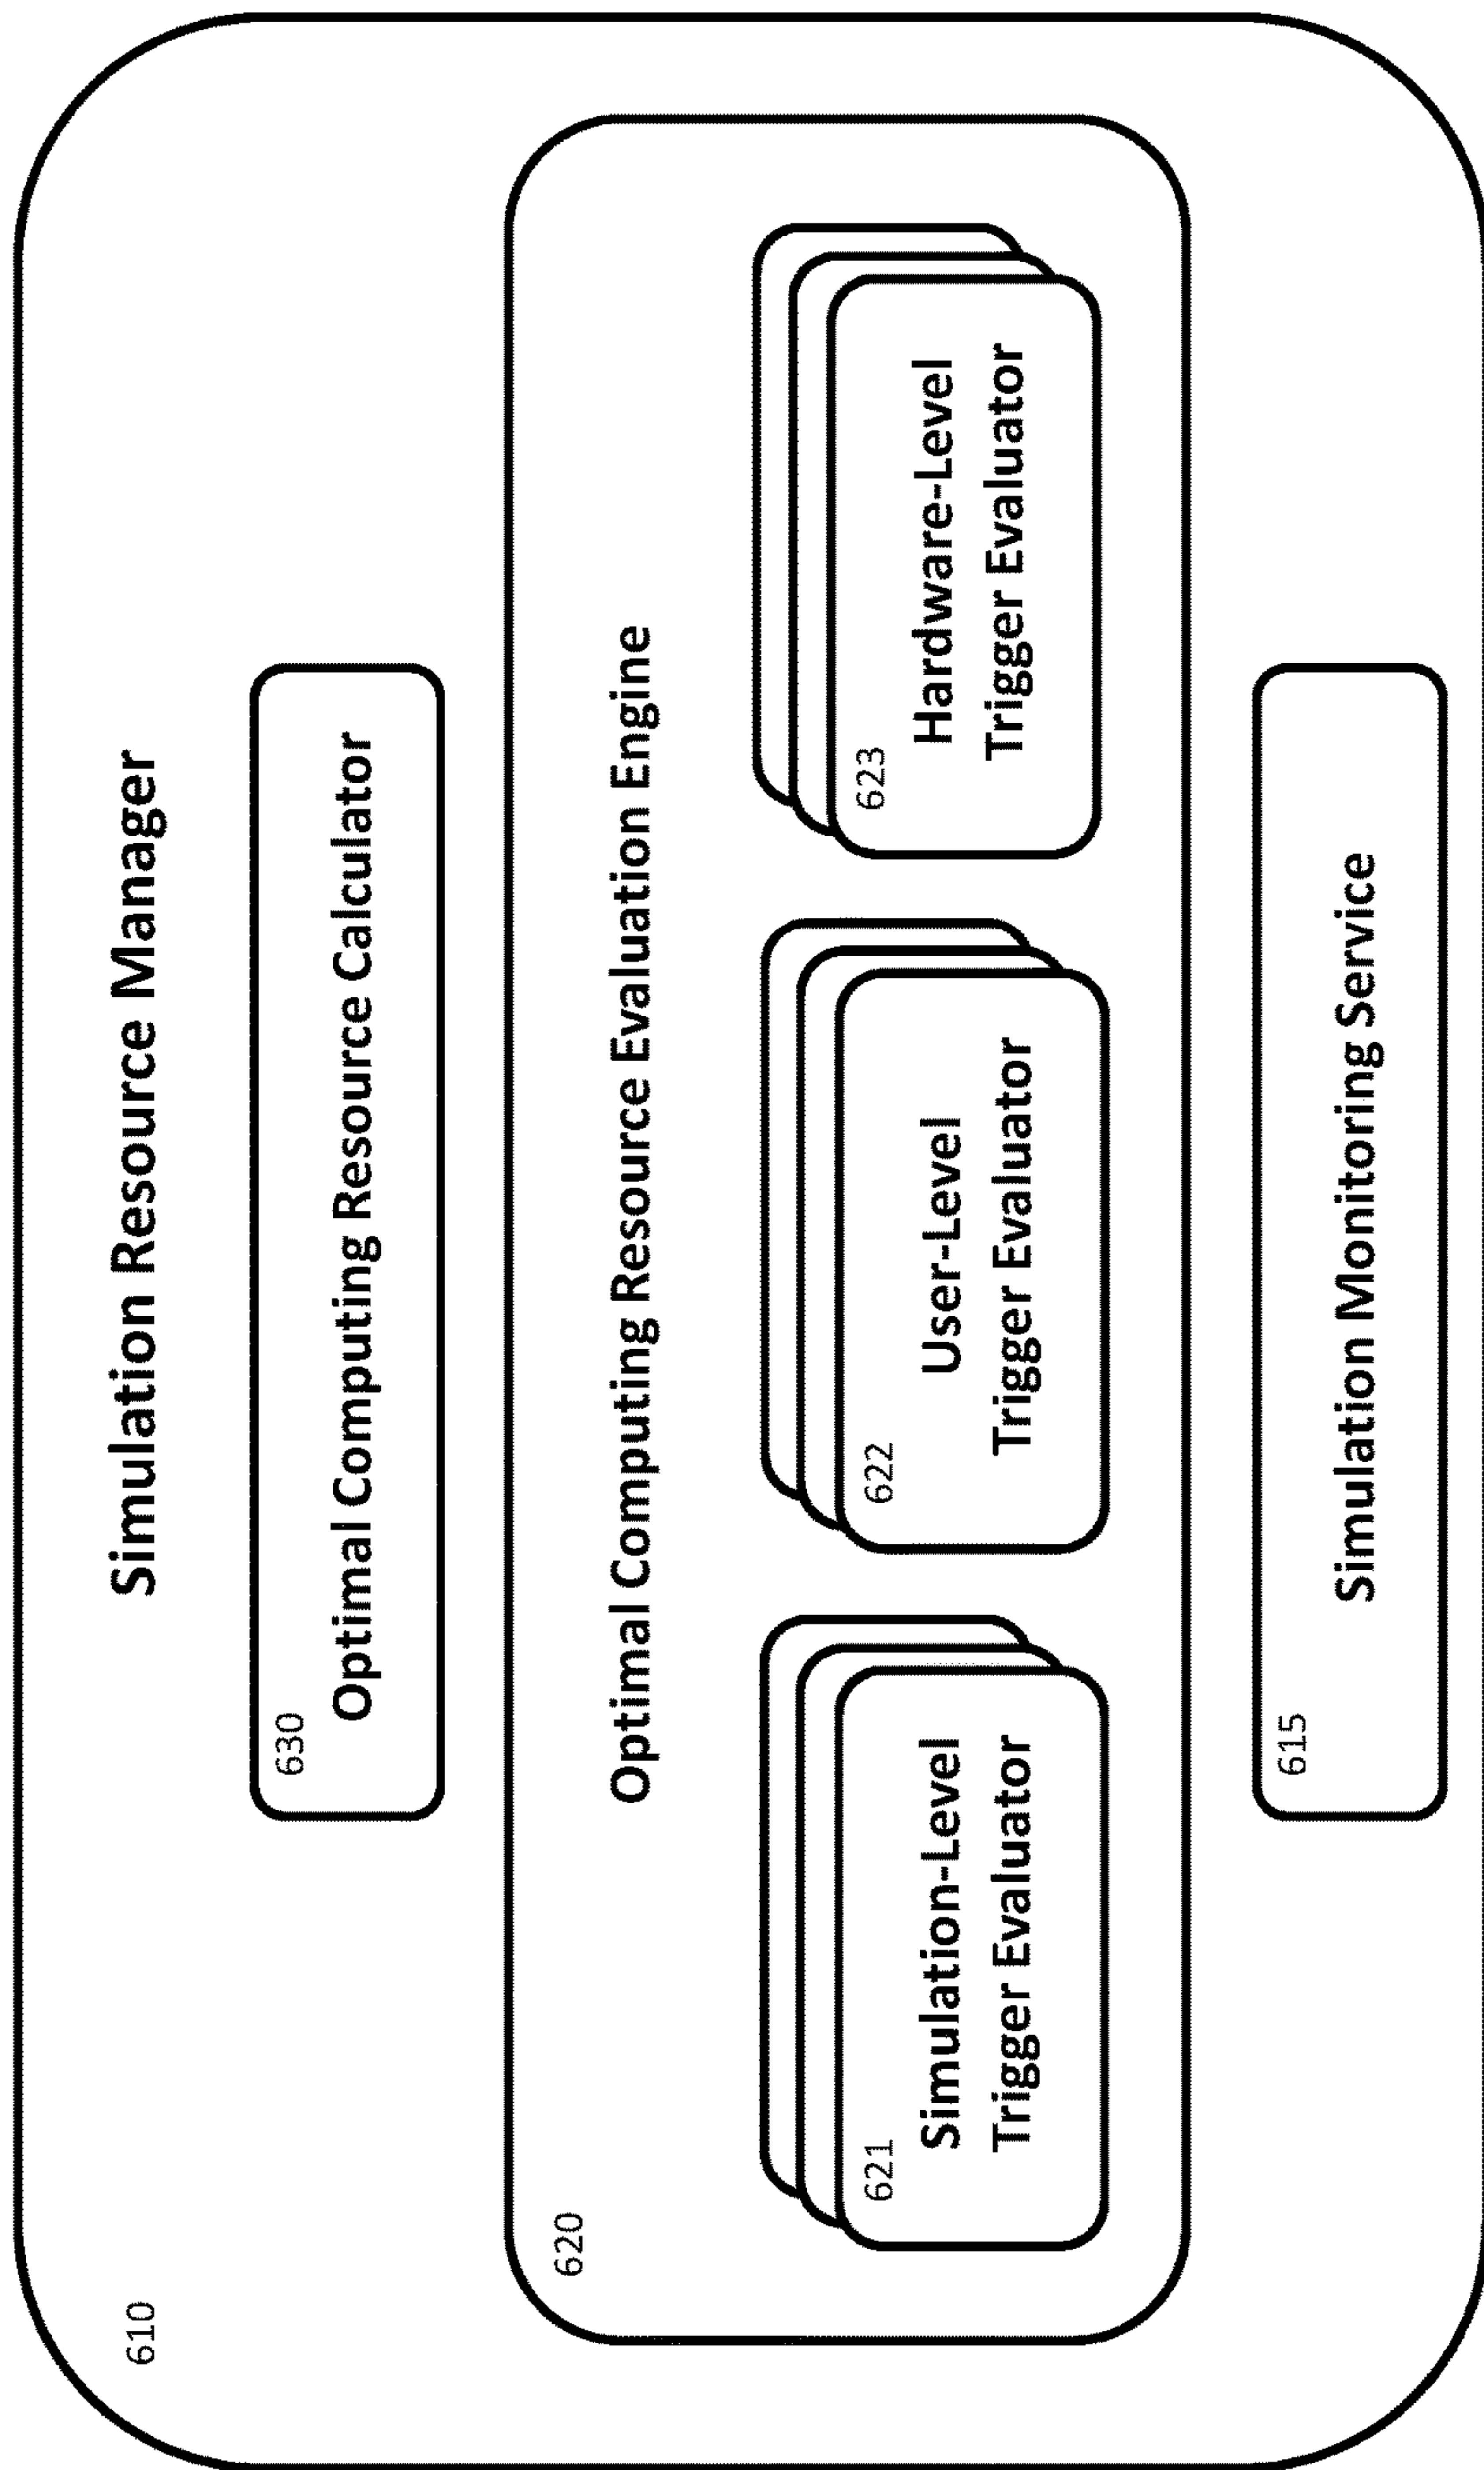 610
Simulation Resource Manager
630
Optimal Computing Resource Calculator
620
Optimal Computing Resource Evaluation Engine
621
Simulation-Level
Trigger Evaluator
622
User-Level
Trigger Evaluator
623
Hardware-Level
Trigger Evaluator
615
Simulation Monitoring Service